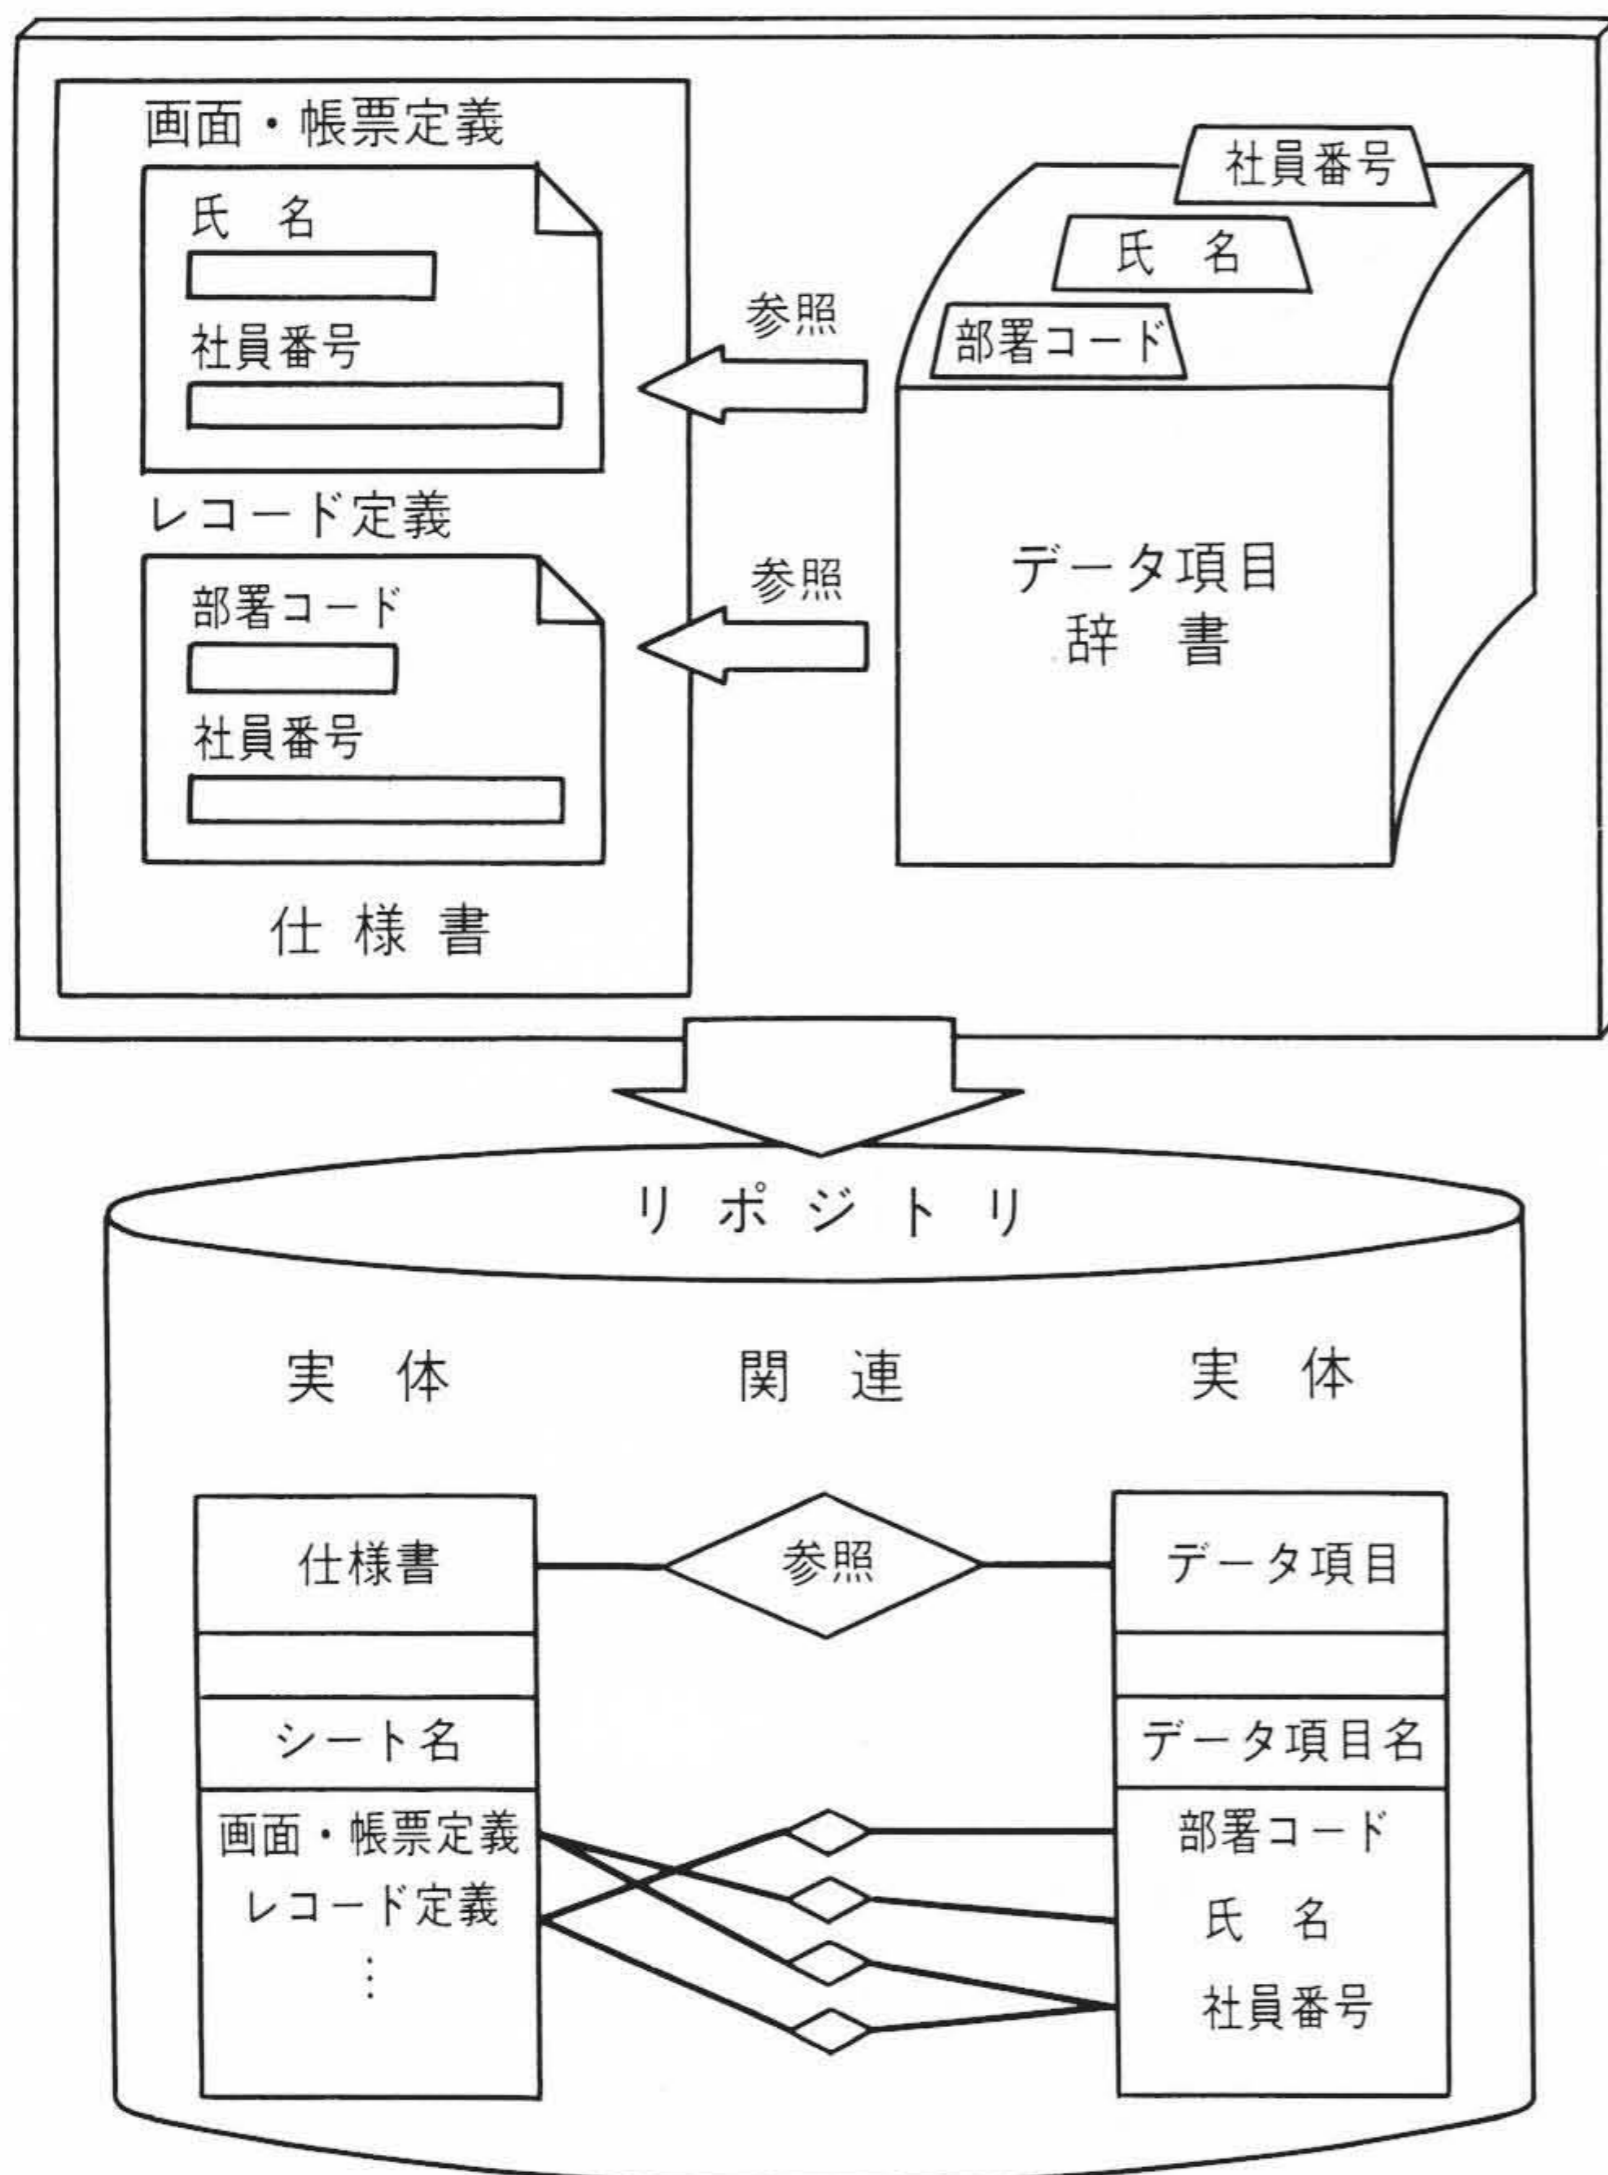 画面・帳票定義
氏 名
社員番号
レコード定義
部署コード
社員番号
仕様書
参照
参照
社員番号
氏 名
部署コード
データ項目
辞 書
リポジトリ
実 体
関 連
実 体
仕様書
参照
データ項目
シート名
データ項目名
画面・帳票定義
レコード定義
⋮
部署コード
氏 名
社員番号